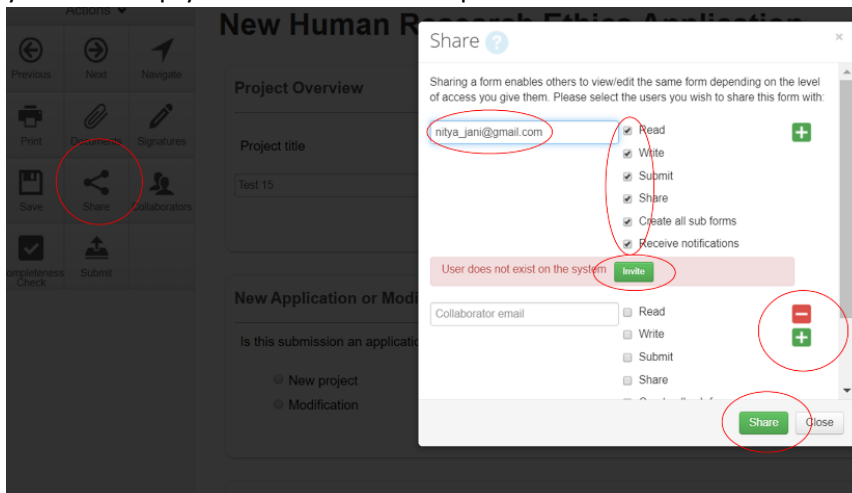 Actions
New Human Research Ethics Application
Share ?
×
Previous
Next
Navigate
Project Overview
Sharing a form enables others to view/edit the same form depending on the level
of access you give them. Please select the users you wish to share this form with:
Print
Documents
Signatures
Project title
nitya_jani@gmail.com
Read
Write
Submit
Share
Create all sub forms
Receive notifications
Test 15
Save
Share
Collaborators
ompleteness
Check
Submit
User does not exist on the system
Invite
New Application or Modi
Collaborator email
Read
Write
Submit
Share
Is this submission an applicatio
New project
Modification
Share
Close